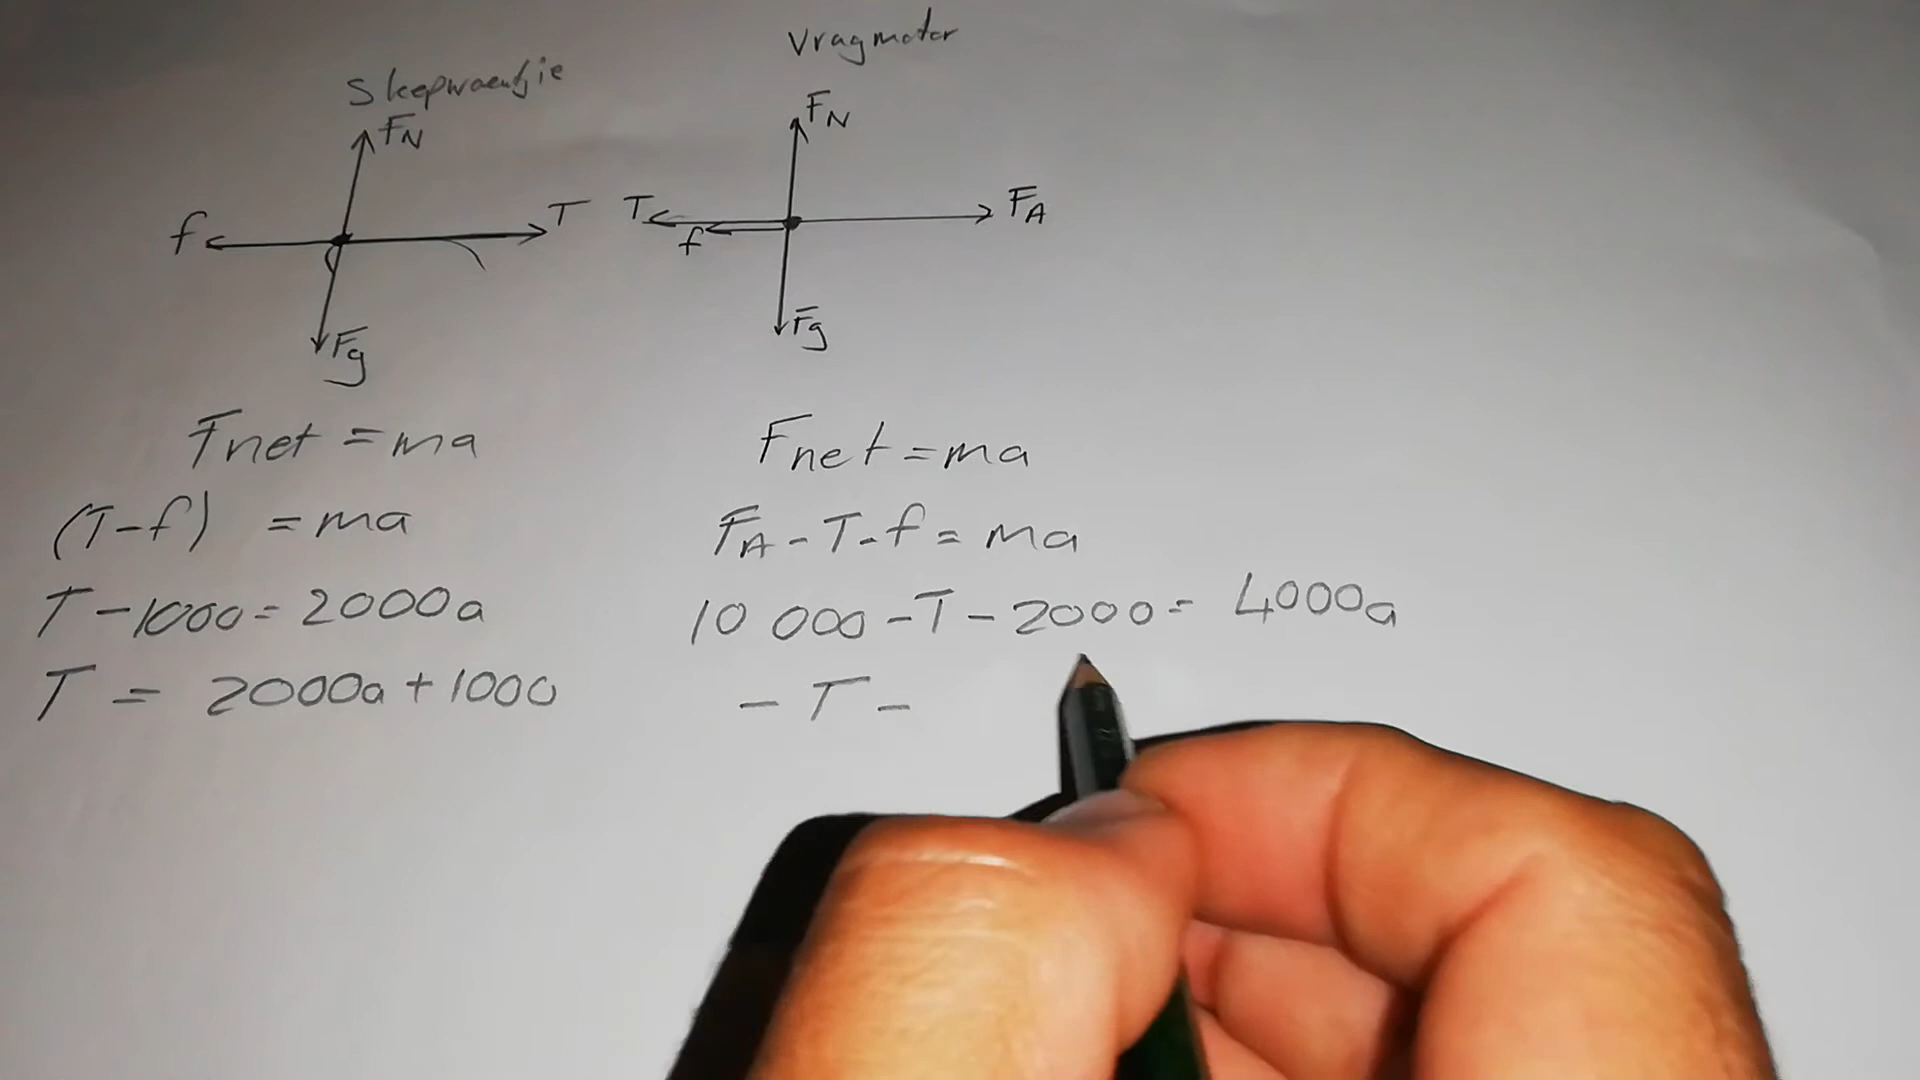 Sleepwaentjie
Vragmotor
FN
f
T
Fg
FN
T
f
FA
Fg
Fnet = ma
(T-f) = ma
T - 1000 = 2000a
T = 2000a + 1000
Fnet = ma
FA - T - f = ma
10 000 - T - 2000 = 4000a
- T -